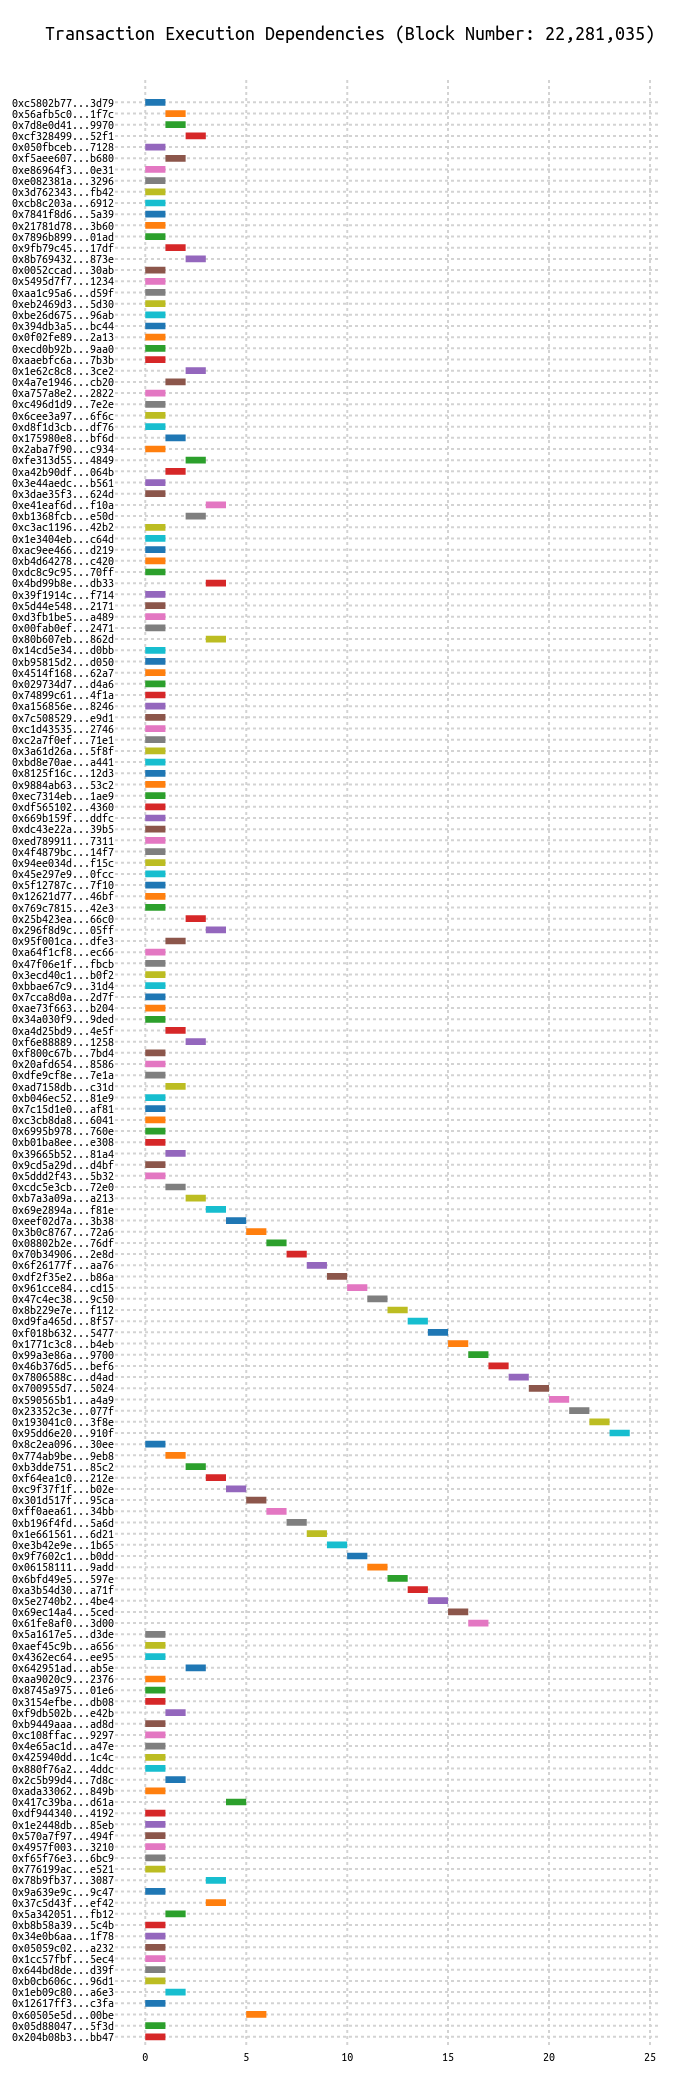 Transaction Execution Dependencies (Block Number: 22,281,035)
0xc5802b77...3d79
0x56afb5c0...1f7c
0x7d8e0d41...9970
0xcf328499...52f1
0x050fbceb...7128
0xf5aee607...b680
0xe86964f3...0e31
0xe082381a...3296
0x3d762343...fb42
0xcb8c203a...6912
0x7841f8d6...5a39
0x21781d78...3b60
0x7896b899...01ad
0x9fb79c45...17df
0x8b769432...873e
0x0052ccad...30ab
0x5495d7f7...1234
0xaa1c95a6...d59f
0xeb2469d3...5d30
0xbe26d675...96ab
0x394db3a5...bc44
0x0f02fe89...2a13
0xecd0b92b...9aa0
0xaaebfc6a...7b3b
0x1e62c8c8...3ce2
0x4a7e1946...cb20
0xa757a8e2...2822
0xc496d1d9...7e2e
0x6cee3a97...6f6c
0xd8f1d3cb...df76
0x175980e8...bf6d
0x2aba7f90...c934
0xfe313d55...4849
0xa42b90df...064b
0x3e44aedc...b561
0x3dae35f3...624d
0xe41eaf6d...f10a
0xb1368fcb...e50d
0xc3ac1196...42b2
0x1e3404eb...c64d
0xac9ee466...d219
0xb4d64278...c420
0xdc8c9c95...70ff
0x4bd99b8e...db33
0x39f1914c...f714
0x5d44e548...2171
0xd3fb1be5...a489
0x00fab0ef...2471
0x80b607eb...862d
0x14cd5e34...d0bb
0xb95815d2...d050
0x4514f168...62a7
0x029734d7...d4a6
0x74899c61...4f1a
0xa156856e...8246
0x7c508529...e9d1
0xc1d43535...2746
0xc2a7f0ef...71e1
0x3a61d26a...5f8f
0xbd8e70ae...a441
0x8125f16c...12d3
0x9884ab63...53c2
0xec7314eb...1ae9
0xdf565102...4360
0x669b159f...ddfc
0xdc43e22a...39b5
0xed789911...7311
0x4f4879bc...14f7
0x94ee034d...f15c
0x45e297e9...0fcc
0x5f12787c...7f10
0x12621d77...46bf
0x769c7815...42e3
0x25b423ea...66c0
0x296f8d9c...05ff
0x95f001ca...dfe3
0xa64f1cf8...ec66
0x47f06e1f...fbcb
0x3ecd40c1...b0f2
0xbbae67c9...31d4
0x7cca8d0a...2d7f
0xae73f663...b204
0x34a030f9...9ded
0xa4d25bd9...4e5f
0xf6e88889...1258
0xf800c67b...7bd4
0x20afd654...8586
0xdfe9cf8e...7e1a
0xad7158db...c31d
0xb046ec52...81e9
0x7c15d1e0...af81
0xc3cb8da8...6041
0x6995b978...760e
0xb01ba8ee...e308
0x39665b52...81a4
0x9cd5a29d...d4bf
0x5ddd2f43...5b32
0xcdc5e3cb...72e0
0xb7a3a09a...a213
0x69e2894a...f81e
0xeef02d7a...3b38
0x3b0c8767...72a6
0x08802b2e...76df
0x70b34906...2e8d
0x6f26177f...aa76
0xdf2f35e2...b86a
0x961cce84...cd15
0x47c4ec38...9c50
0x8b229e7e...f112
0xd9fa465d...8f57
0xf018b632...5477
0x1771c3c8...b4eb
0x99a3e86a...9700
0x46b376d5...bef6
0x7806588c...d4ad
0x700955d7...5024
0x590565b1...a4a9
0x23352c3e...077f
0x193041c0...3f8e
0x95dd6e20...910f
0x8c2ea096...30ee
0x774ab9be...9eb8
0xb3dde751...85c2
0xf64ea1c0...212e
0xc9f37f1f...b02e
0x301d517f...95ca
0xff0aea61...34bb
0xb196f4fd...5a6d
0x1e661561...6d21
0xe3b42e9e...1b65
0x9f7602c1...b0dd
0x06158111...9add
0x6bfd49e5...597e
0xa3b54d30...a71f
0x5e2740b2...4be4
0x69ec14a4...5ced
0x61fe8af0...3d00
0x5a1617e5...d3de
0xaef45c9b...a656
0x4362ec64...ee95
0x642951ad...ab5e
0xaa9020c9...2376
0x8745a975...01e6
0x3154efbe...db08
0xf9db502b...e42b
0xb9449aaa...ad8d
0xc108ffac...9297
0x4e65ac1d...a47e
0x425940dd...1c4c
0x880f76a2...4ddc
0x2c5b99d4...7d8c
0xada33062...849b
0x417c39ba...d61a
0xdf944340...4192
0x1e2448db...85eb
0x570a7f97...494f
0x4957f003...3210
0xf65f76e3...6bc9
0x776199ac...e521
0x78b9fb37...3087
0x9a639e9c...9c47
0x37c5d43f...ef42
0x5a342051...fb12
0xb8b58a39...5c4b
0x34e0b6aa...1f78
0x05059c02...a232
0x1cc57fbf...5ec4
0x644bd8de...d39f
0xb0cb606c...96d1
0x1eb09c80...a6e3
0x12617ff3...c3fa
0x60505e5d...00be
0x05d88047...5f3d
0x204b08b3...bb47
0 5 10 15 20 25